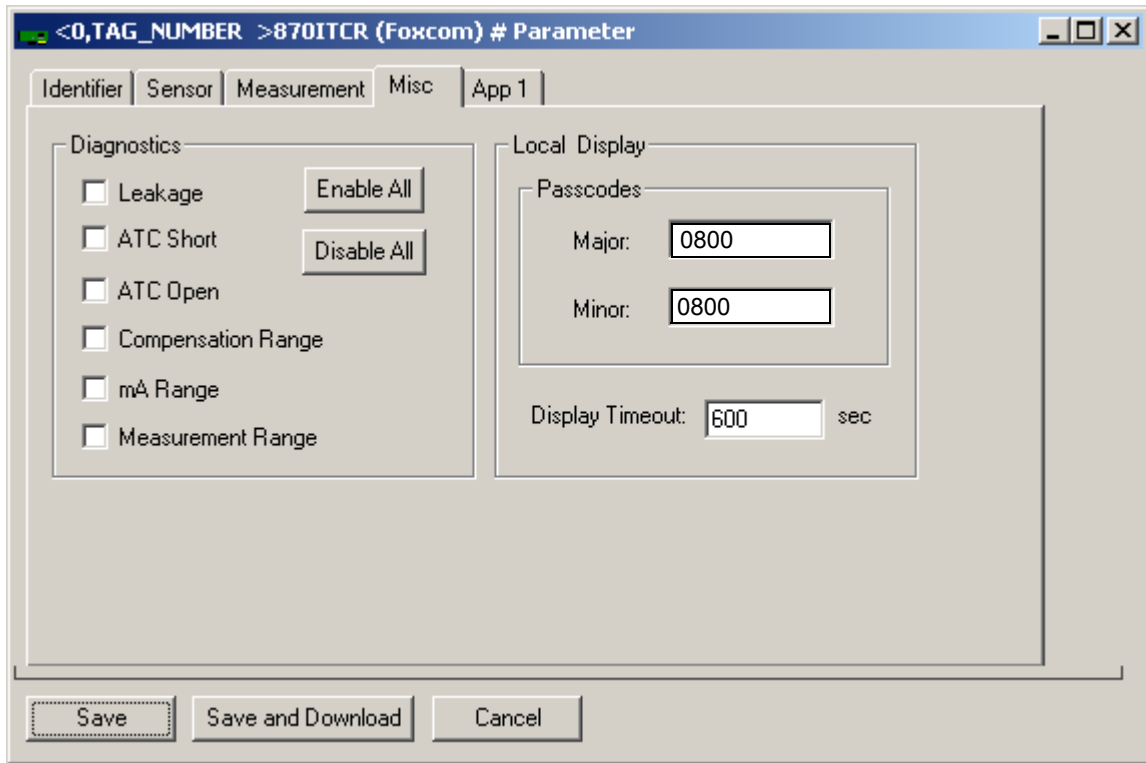 <0,TAG_NUMBER >870ITCR (Foxcom) # Parameter
Identifier Sensor Measurement Misc App 1
Diagnostics
Leakage
Enable All
ATC Short
Disable All
ATC Open
Compensation Range
mA Range
Measurement Range
Local Display
Passcodes
Major: 0800
Minor: 0800
Display Timeout: 600 sec
Save Save and Download Cancel